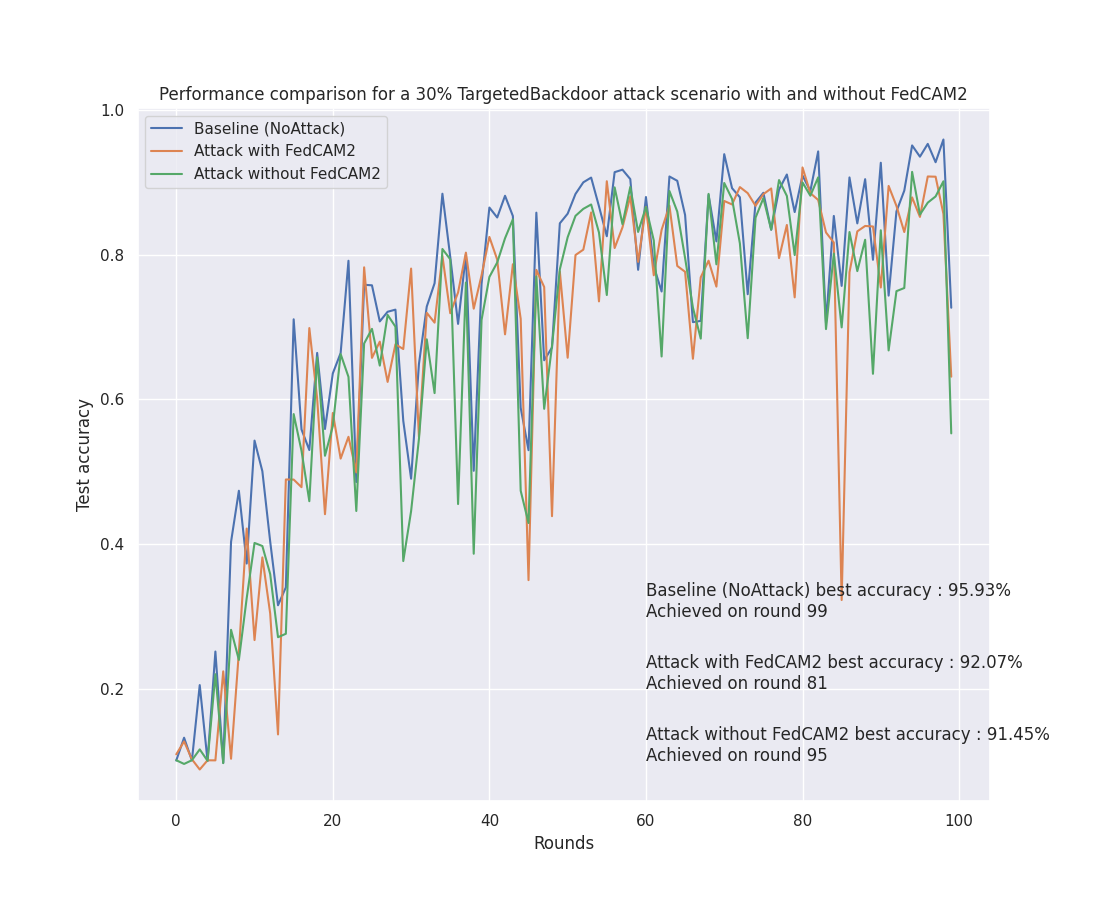 Performance comparison for a 30% TargetedBackdoor attack scenario with and without FedCAM2
Baseline (NoAttack)
Attack with FedCAM2
Attack without FedCAM2
1.0
0.8
0.6
0.4
0.2
Test accuracy
Baseline (NoAttack) best accuracy : 95.93%
Achieved on round 99
Attack with FedCAM2 best accuracy : 92.07%
Achieved on round 81
Attack without FedCAM2 best accuracy : 91.45%
Achieved on round 95
0 20 40 60 80 100
Rounds